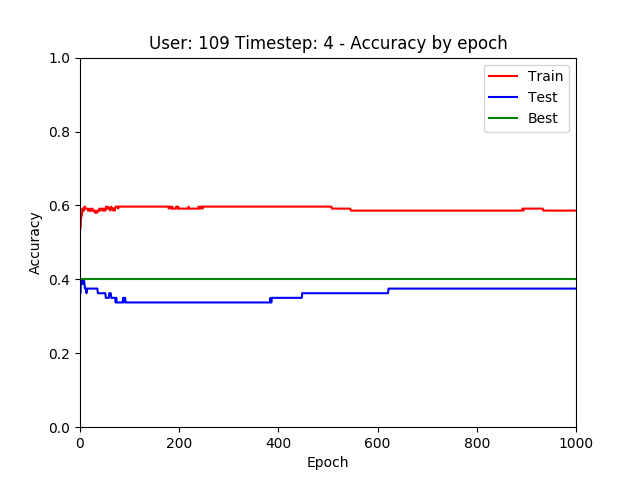 User: 109 Timestep: 4 - Accuracy by epoch
Train
Test
Best
1.0
0.8
0.6
0.4
0.2
0.0
Accuracy
0 200 400 600 800 1000
Epoch